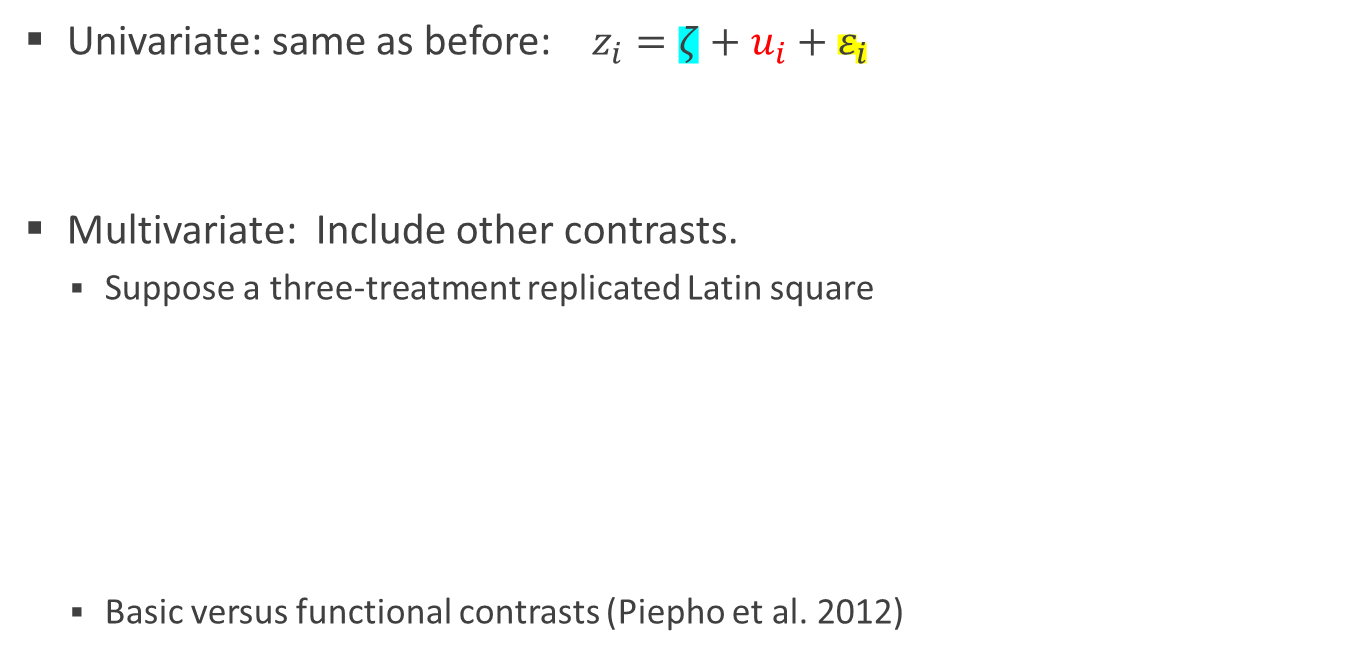 ▪ Univariate: same as before: 𝑧ᵢ = ζ + 𝑢ᵢ + 𝜀ᵢ
▪ Multivariate: Include other contrasts.
▪ Suppose a three-treatment replicated Latin square
▪ Basic versus functional contrasts (Piepho et al. 2012)